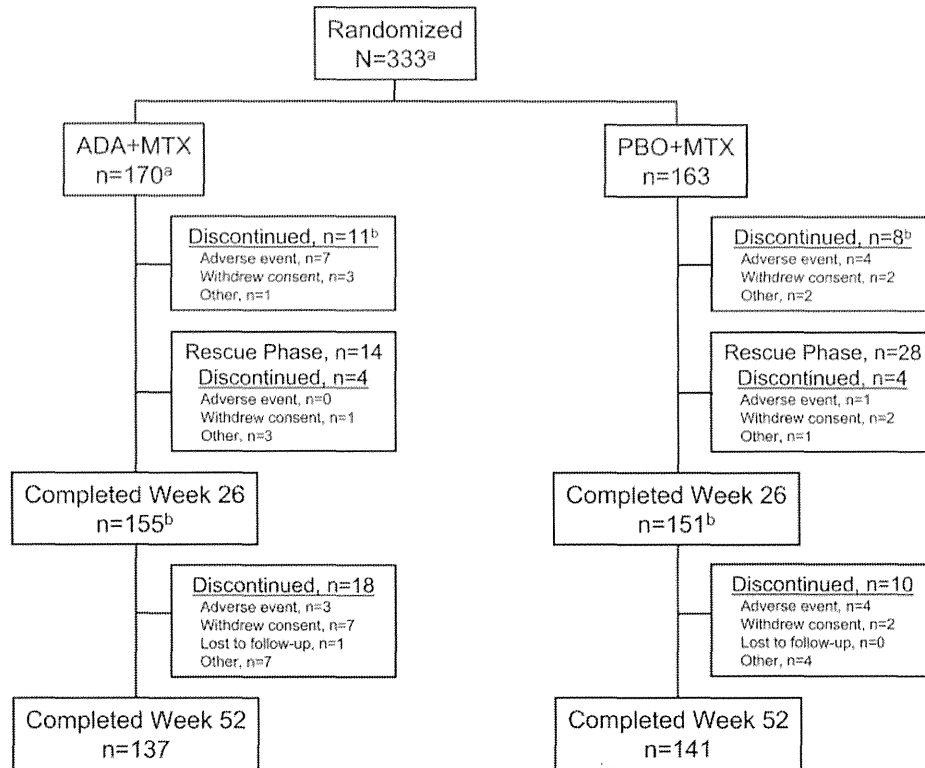 Randomized
N=333ᵃ
ADA+MTX
n=170ᵃ
PBO+MTX
n=163
Discontinued, n=11ᵇ
Adverse event, n=7
Withdrew consent, n=3
Other, n=1
Discontinued, n=8ᵇ
Adverse event, n=4
Withdrew consent, n=2
Other, n=2
Rescue Phase, n=14
Discontinued, n=4
Adverse event, n=0
Withdrew consent, n=1
Other, n=3
Rescue Phase, n=28
Discontinued, n=4
Adverse event, n=1
Withdrew consent, n=2
Other, n=1
Completed Week 26
n=155ᵇ
Completed Week 26
n=151ᵇ
Discontinued, n=18
Adverse event, n=3
Withdrew consent, n=7
Lost to follow-up, n=1
Other, n=7
Discontinued, n=10
Adverse event, n=4
Withdrew consent, n=2
Lost to follow-up, n=0
Other, n=4
Completed Week 52
n=137
Completed Week 52
n=141